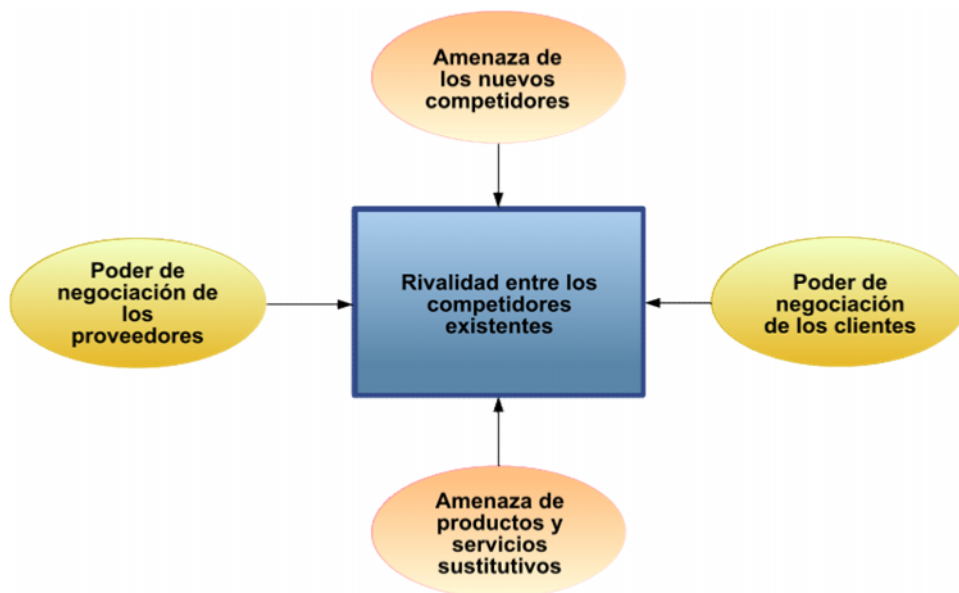 Amenaza de
los nuevos
competidores
Poder de
negociación de
los
proveedores
Rivalidad entre los
competidores
existentes
Poder de
negociación
de los clientes
Amenaza de
productos y
servicios
sustitutivos